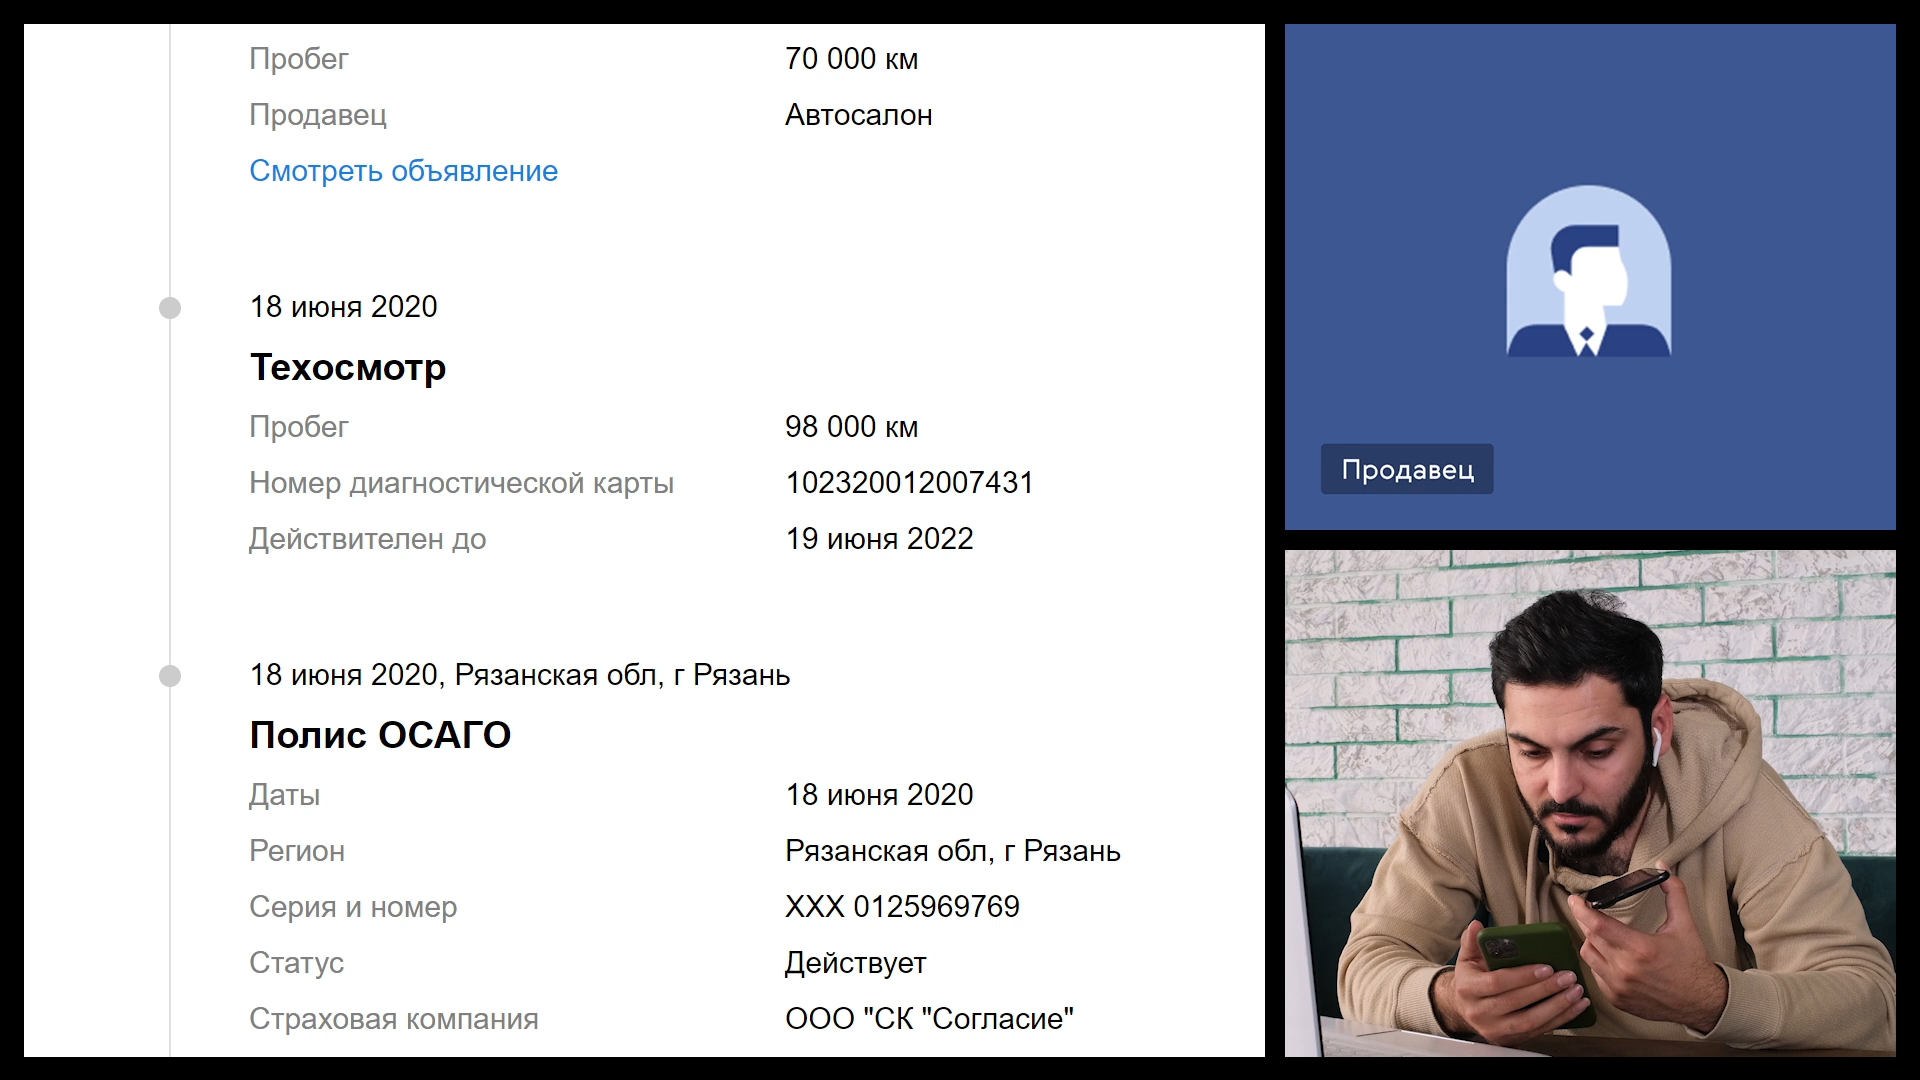 Пробег 70 000 км
Продавец Автосалон
Смотреть объявление
18 июня 2020
Техосмотр
Пробег 98 000 км
Номер диагностической карты 102320012007431
Действителен до 19 июня 2022
18 июня 2020, Рязанская обл, г Рязань
Полис ОСАГО
Даты 18 июня 2020
Регион Рязанская обл, г Рязань
Серия и номер XXX 0125969769
Статус Действует
Страховая компания ООО "СК "Согласие"
Продавец